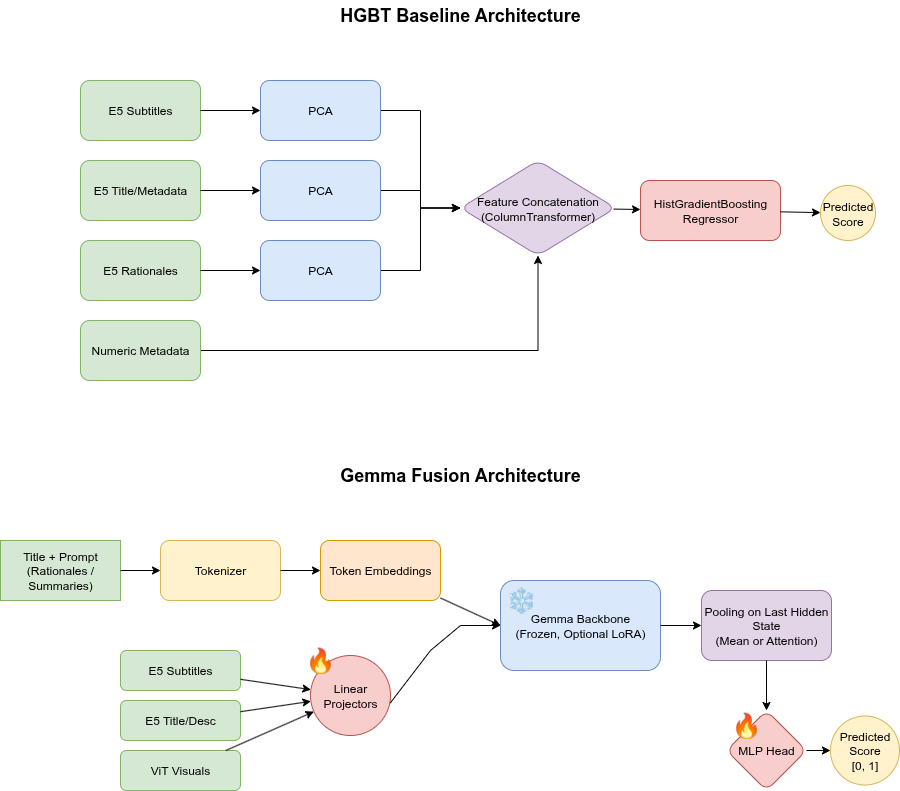 HGBT Baseline Architecture
E5 Subtitles
PCA
E5 Title/Metadata
PCA
E5 Rationales
PCA
Numeric Metadata
Feature Concatenation
(ColumnTransformer)
HistGradientBoosting
Regressor
Predicted
Score
Gemma Fusion Architecture
Title + Prompt
(Rationales /
Summaries)
Tokenizer
Token Embeddings
E5 Subtitles
E5 Title/Desc
ViT Visuals
Linear
Projectors
Gemma Backbone
(Frozen, Optional LoRA)
Pooling on Last Hidden
State
(Mean or Attention)
MLP Head
Predicted
Score
[0, 1]